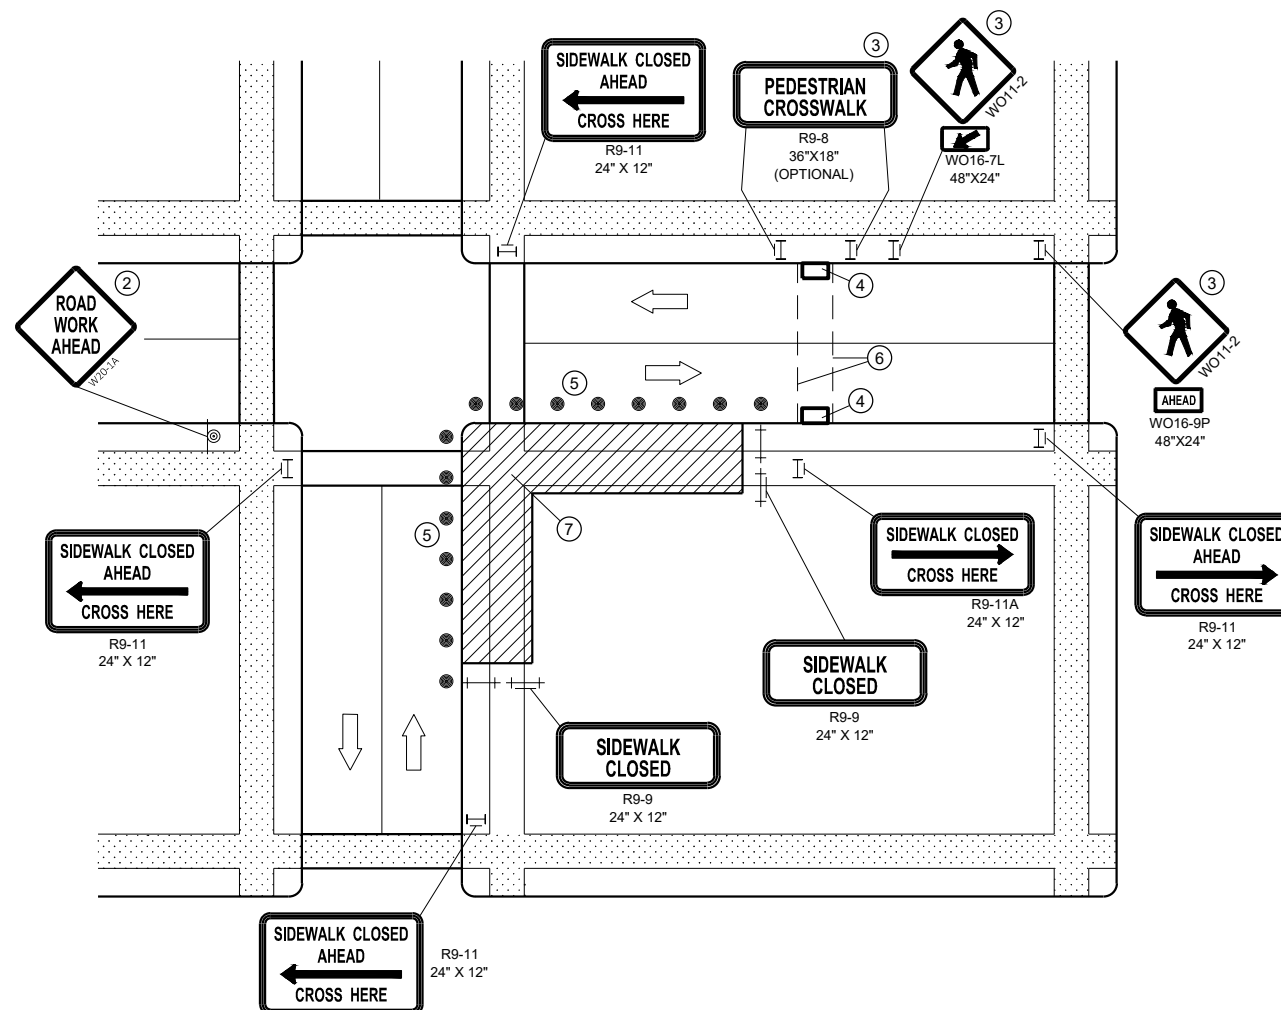 SIDEWALK CLOSED
AHEAD
CROSS HERE
R9-11
24" X 12"
3
PEDESTRIAN
CROSSWALK
R9-8
36"X18"
(OPTIONAL)
3
WO11-2
WO16-7L
48"X24"
2
ROAD
WORK
AHEAD
W20-1A
4
3
WO11-2
AHEAD
WO16-9P
48"X24"
6
5
4
5
7
SIDEWALK CLOSED
AHEAD
CROSS HERE
R9-11
24" X 12"
SIDEWALK CLOSED
CROSS HERE
R9-11A
24" X 12"
SIDEWALK CLOSED
AHEAD
CROSS HERE
R9-11
24" X 12"
SIDEWALK
CLOSED
R9-9
24" X 12"
SIDEWALK
CLOSED
R9-9
24" X 12"
SIDEWALK CLOSED
AHEAD
CROSS HERE
R9-11
24" X 12"